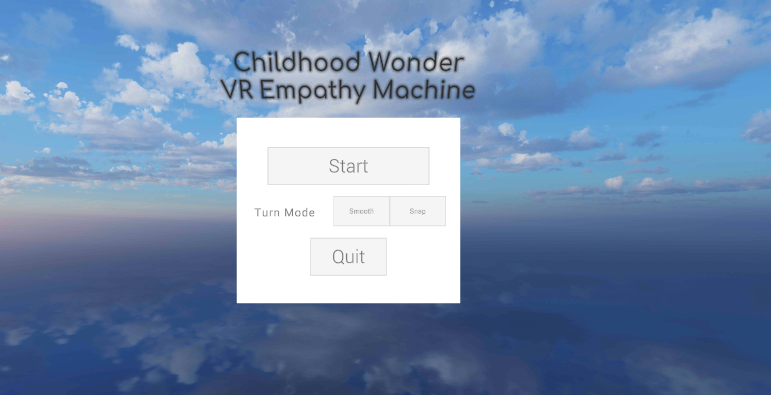 Childhood Wonder
VR Empathy Machine
Start
Turn Mode Smooth Snap
Quit